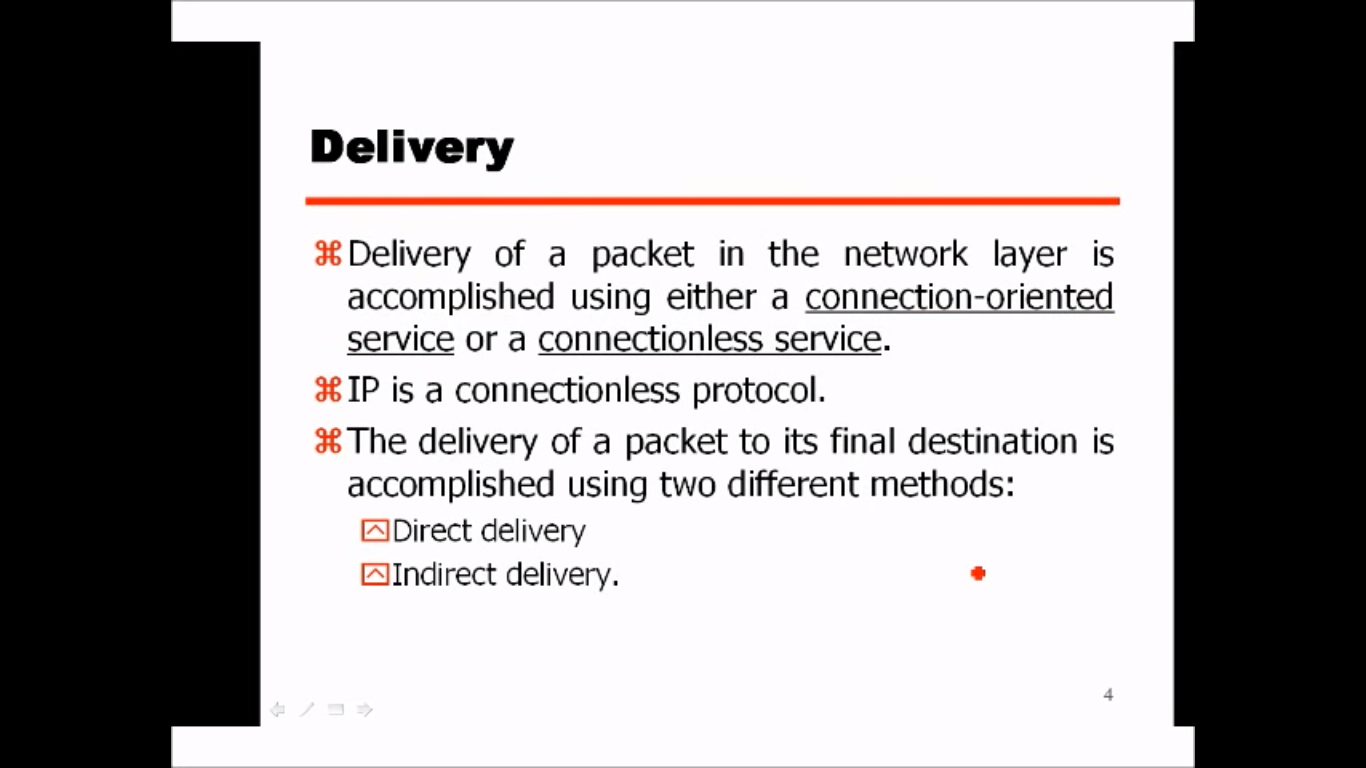 Delivery
Delivery of a packet in the network layer is
accomplished using either a connection-oriented
service or a connectionless service.
IP is a connectionless protocol.
The delivery of a packet to its final destination is
accomplished using two different methods:
Direct delivery
Indirect delivery.
4